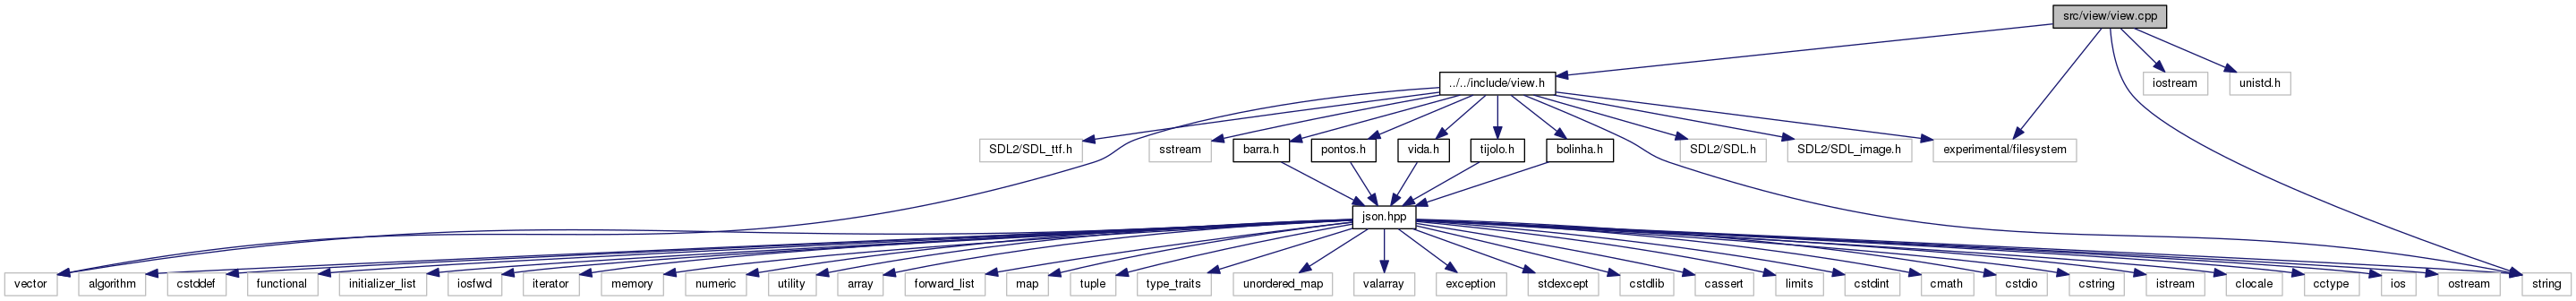 src/view/view.cpp
../../include/view.h
iostream
unistd.h
SDL2/SDL_ttf.h
sstream
barra.h
pontos.h
vida.h
tijolo.h
bolinha.h
SDL2/SDL.h
SDL2/SDL_image.h
experimental/filesystem
json.hpp
vector
algorithm
cstddef
functional
initializer_list
iosfwd
iterator
memory
numeric
utility
array
forward_list
map
tuple
type_traits
unordered_map
valarray
exception
stdexcept
cstdlib
cassert
limits
cstdint
cmath
cstdio
cstring
istream
clocale
cctype
ios
ostream
string